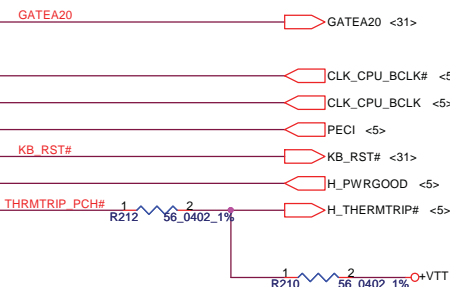 GATEA20
GATEA20 <31>
CLK_CPU_BCLK# <5>
CLK_CPU_BCLK <5>
PECI <5>
KB_RST#
KB_RST# <31>
H_PWRGOOD <5>
THRMTRIP_PCH#
1 2
R212 56_0402_1%
H_THERMTRIP# <5>
1 2
+VTT
R210 56_0402_1%